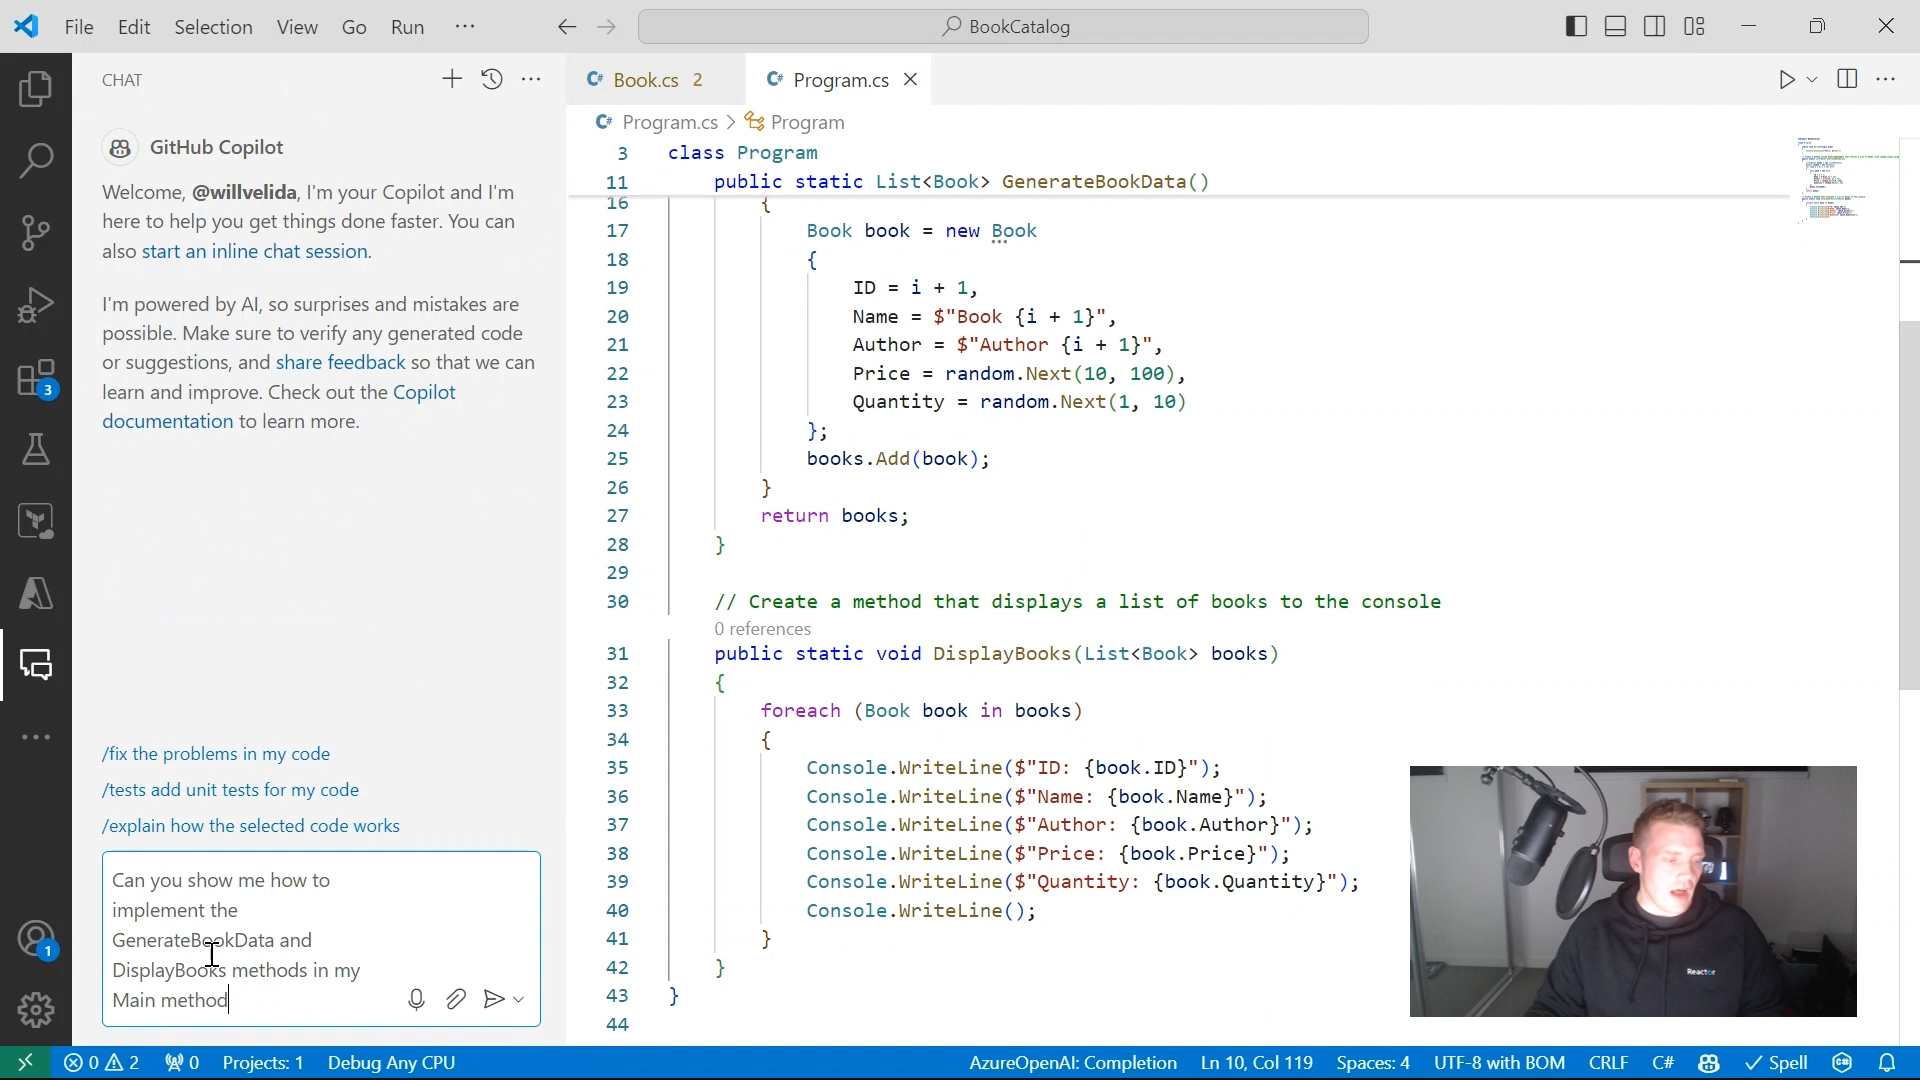 File Edit Selection View Go Run ···
BookCatalog
CHAT
GitHub Copilot
Welcome, @willvelida, I'm your Copilot and I'm
here to help you get things done faster. You can
also start an inline chat session.
I'm powered by AI, so surprises and mistakes are
possible. Make sure to verify any generated code
or suggestions, and share feedback so that we can
learn and improve. Check out the Copilot
documentation to learn more.
/fix the problems in my code
/tests add unit tests for my code
/explain how the selected code works
Can you show me how to
implement the
GenerateBookData and
DisplayBooks methods in my
Main method
3
1
C# Book.cs 2
C# Program.cs
C# Program.cs > Program
3 class Program
11 public static List<Book> GenerateBookData()
16 {
17 Book book = new Book
18 {
19 ID = i + 1,
20 Name = $"Book {i + 1}",
21 Author = $"Author {i + 1}",
22 Price = random.Next(10, 100),
23 Quantity = random.Next(1, 10)
24 };
25 books.Add(book);
26 }
27 return books;
28 }
29
30 // Create a method that displays a list of books to the console
0 references
31 public static void DisplayBooks(List<Book> books)
32 {
33 foreach (Book book in books)
34 {
35 Console.WriteLine($"ID: {book.ID}");
36 Console.WriteLine($"Name: {book.Name}");
37 Console.WriteLine($"Author: {book.Author}");
38 Console.WriteLine($"Price: {book.Price}");
39 Console.WriteLine($"Quantity: {book.Quantity}");
40 Console.WriteLine();
41 }
42 }
43 }
44
Reactor
0 2 0 Projects: 1 Debug Any CPU
AzureOpenAI: Completion Ln 10, Col 119 Spaces: 4 UTF-8 with BOM CRLF C# Spell